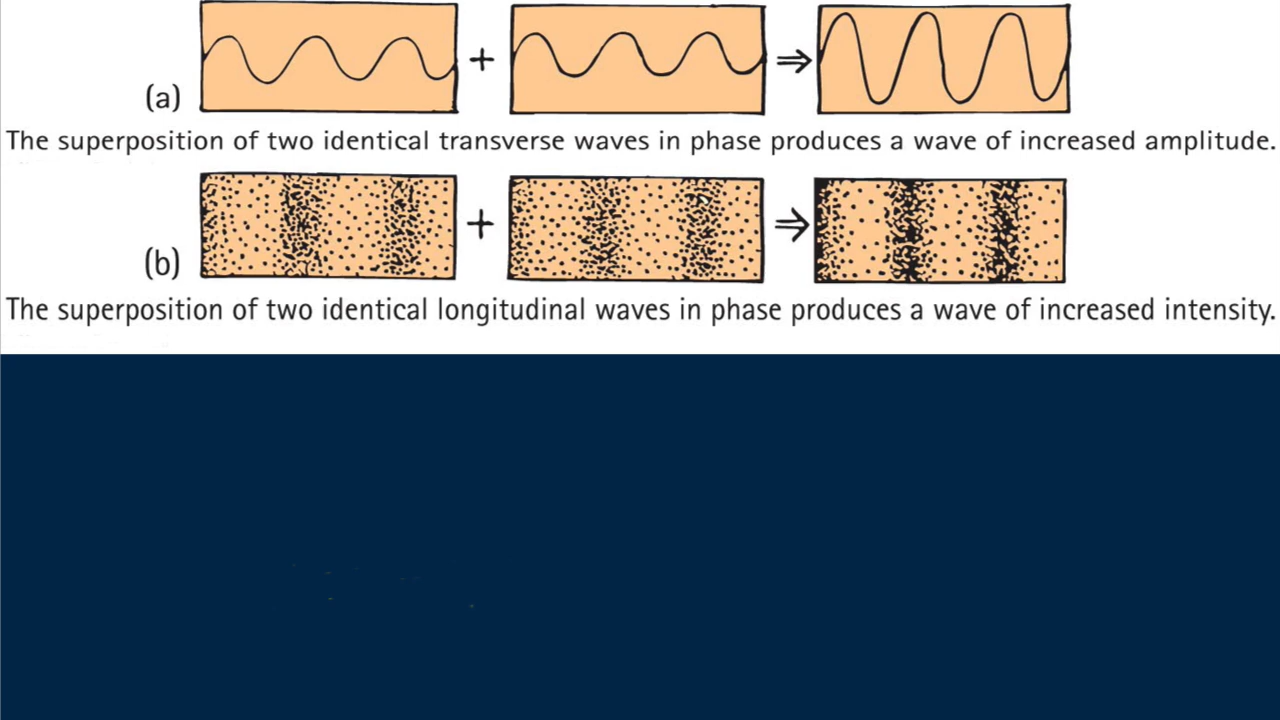 + ⇒
(a)
The superposition of two identical transverse waves in phase produces a wave of increased amplitude.
+ ⇒
(b)
The superposition of two identical longitudinal waves in phase produces a wave of increased intensity.